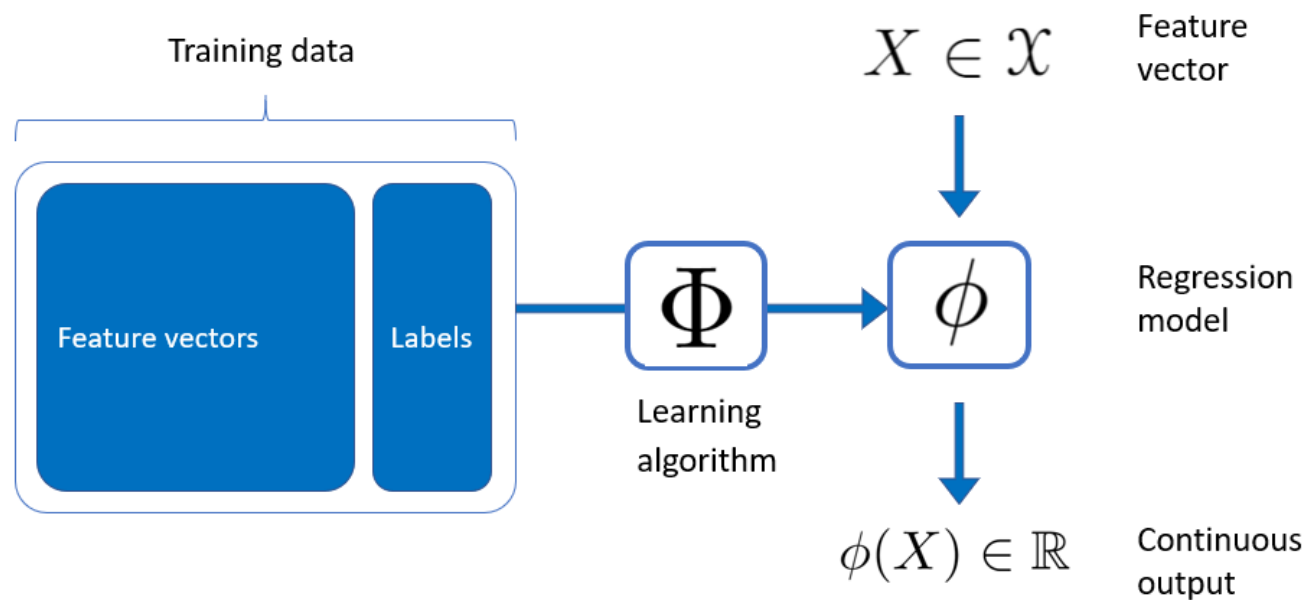 Training data
Feature vectors
Labels
Φ
Learning
algorithm
X ∈ 𝒳
Feature
vector
ϕ
Regression
model
ϕ(X) ∈ ℝ
Continuous
output